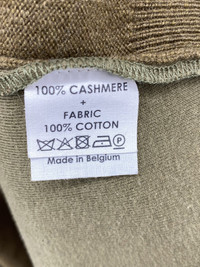 100% CASHMERE
+
FABRIC
100% COTTON
P
Made in Belgium